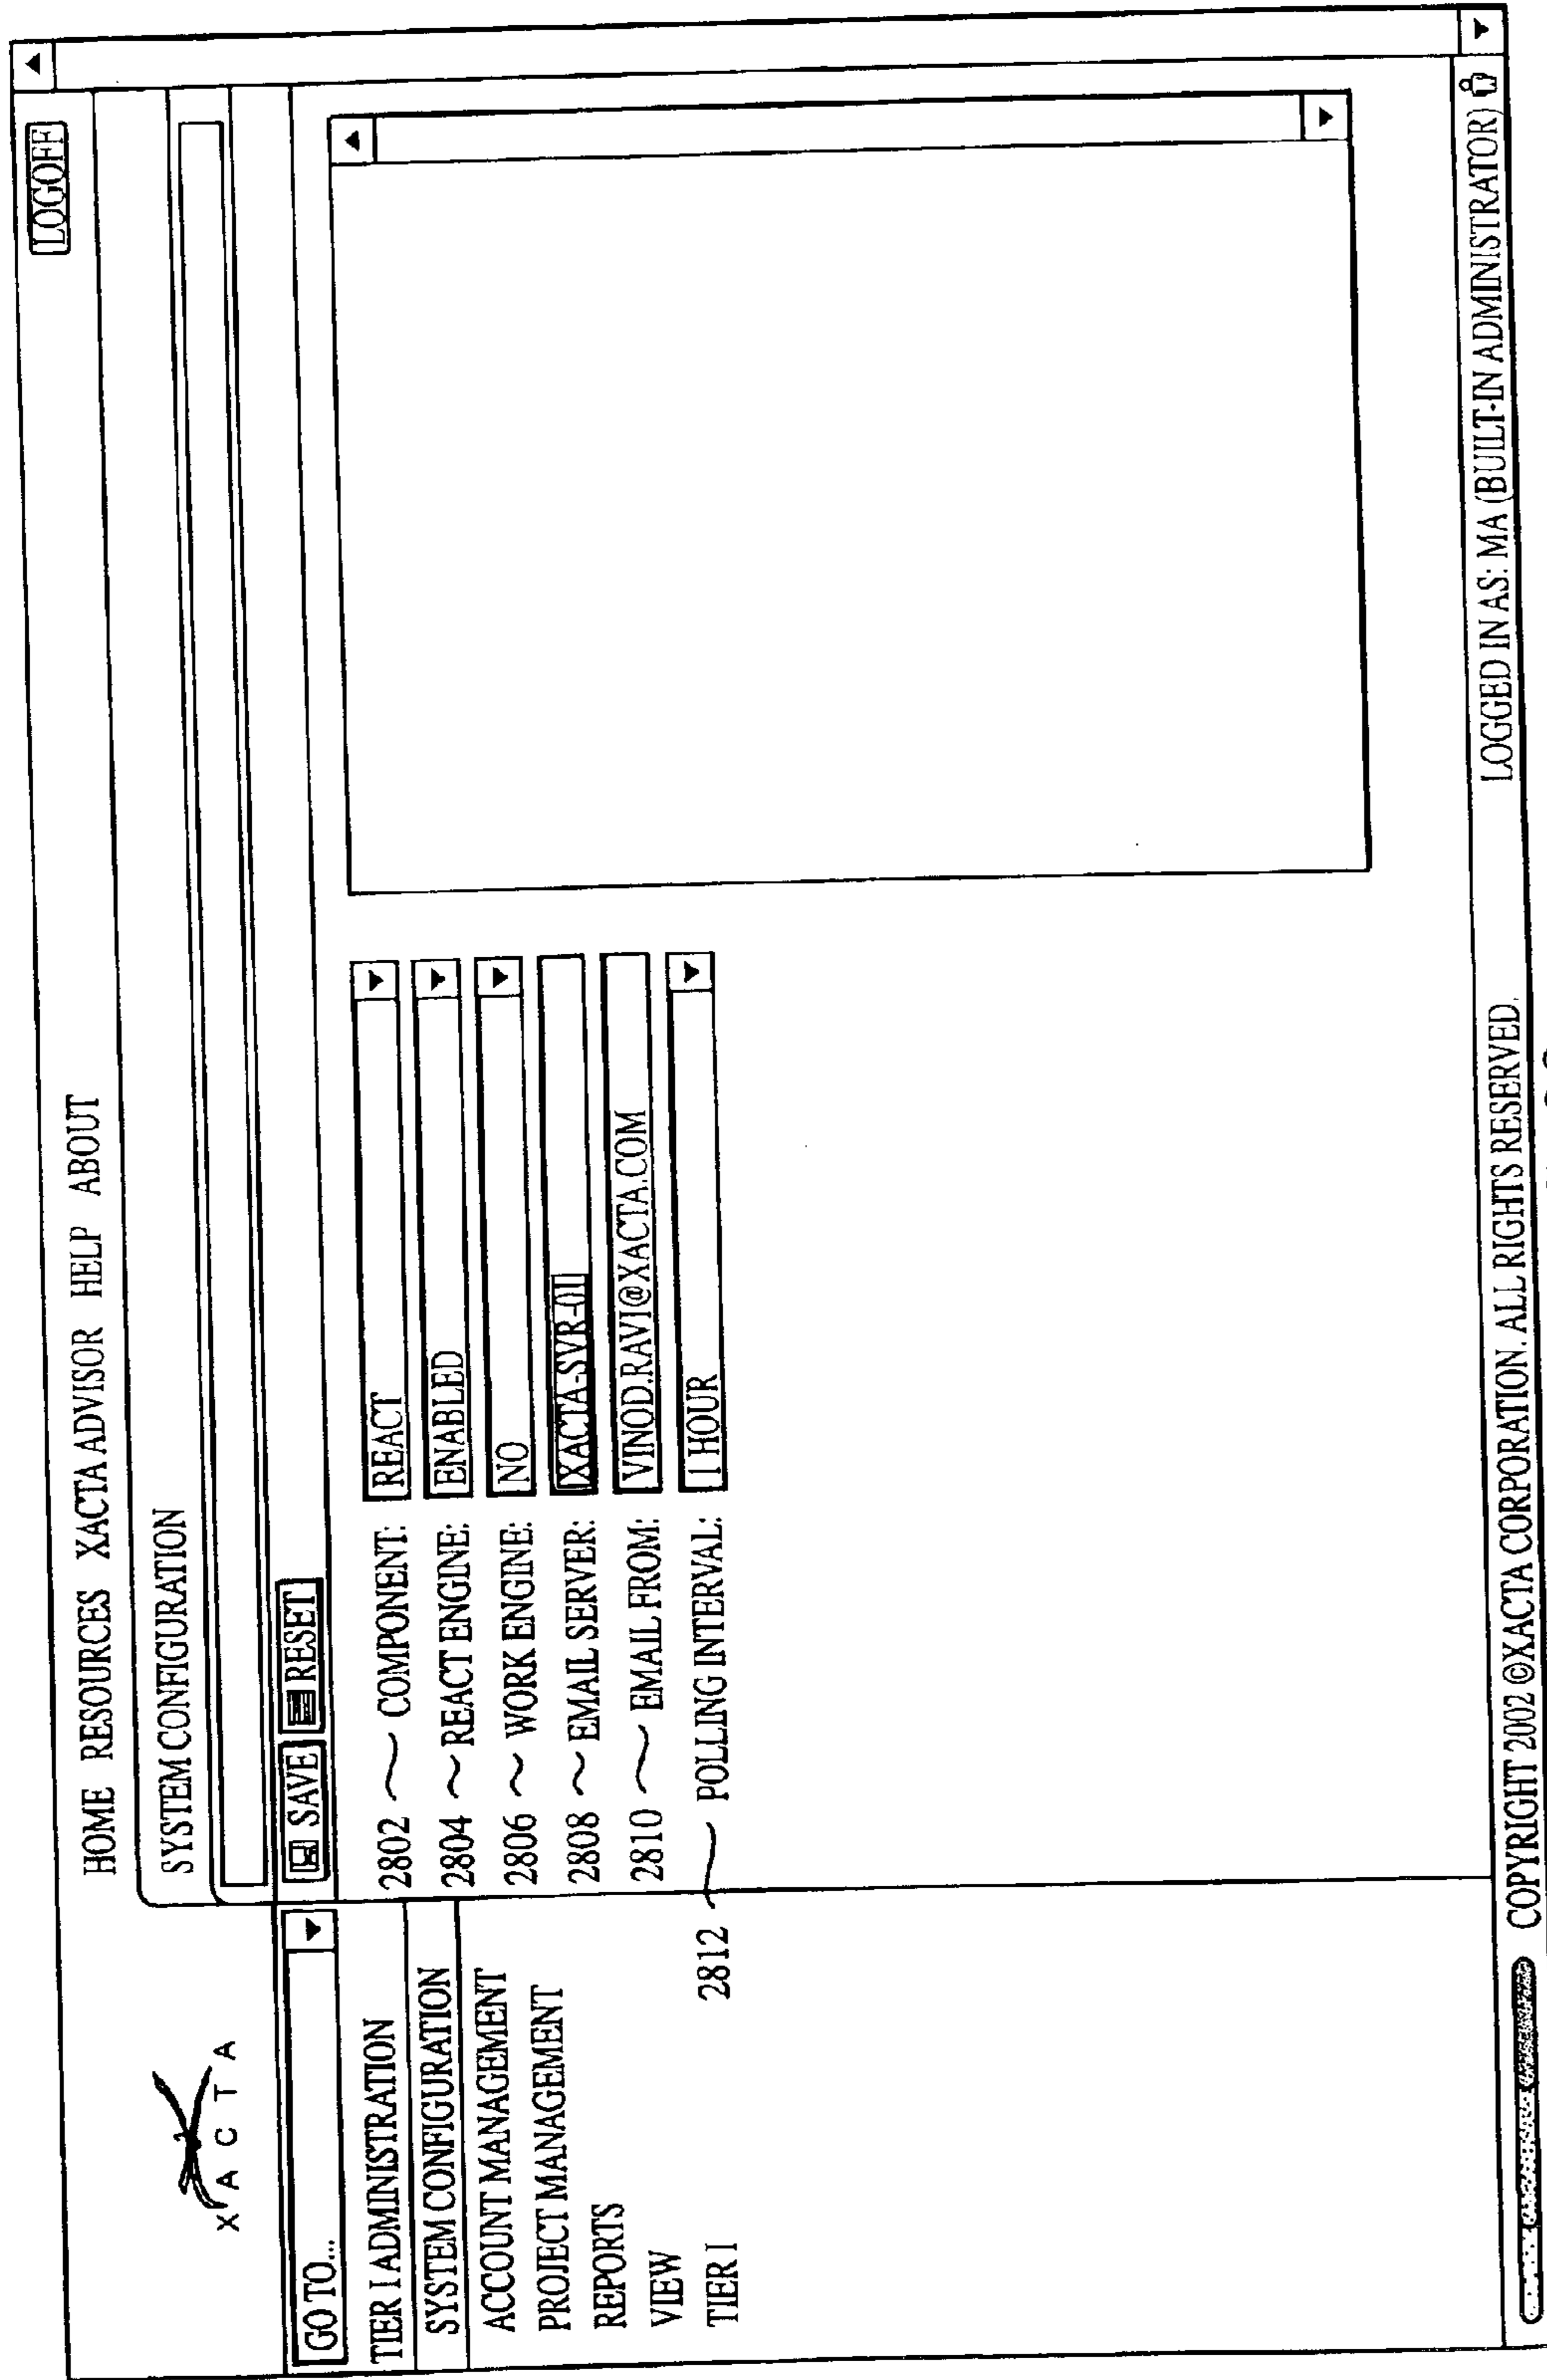 LOGOFF
HOME RESOURCES XACTA ADVISOR HELP ABOUT
XACTA
SYSTEM CONFIGURATION
GO TO...
SAVE RESET
TIER I ADMINISTRATION
SYSTEM CONFIGURATION
ACCOUNT MANAGEMENT
PROJECT MANAGEMENT
REPORTS
VIEW
TIER I
2802 COMPONENT: REACT
2804 REACT ENGINE: ENABLED
2806 WORK ENGINE: NO
2808 EMAIL SERVER: XACTA-SVR-01
2810 EMAIL FROM: VINOD.RAVI@XACTA.COM
2812 POLLING INTERVAL: 1 HOUR
COPYRIGHT 2002 ©XACTA CORPORATION. ALL RIGHTS RESERVED.
LOGGED IN AS: MA (BUILT-IN ADMINISTRATOR)